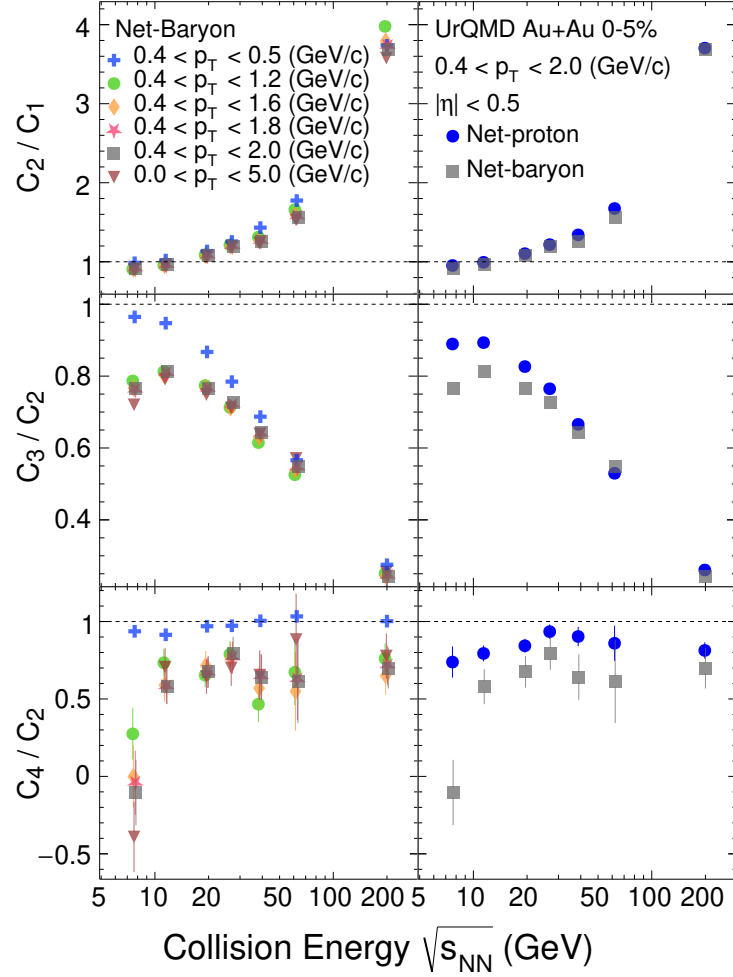 Net-Baryon
0.4 < p_T < 0.5 (GeV/c)
0.4 < p_T < 1.2 (GeV/c)
0.4 < p_T < 1.6 (GeV/c)
0.4 < p_T < 1.8 (GeV/c)
0.4 < p_T < 2.0 (GeV/c)
0.0 < p_T < 5.0 (GeV/c)
UrQMD Au+Au 0-5%
0.4 < p_T < 2.0 (GeV/c)
|η| < 0.5
Net-proton
Net-baryon
C_2 / C_1
4
3
2
1
C_3 / C_2
1
0.8
0.6
0.4
C_4 / C_2
1
0.5
0
−0.5
5 10 20 30 100 200 5 10 20 30 100 200
Collision Energy √s_NN (GeV)